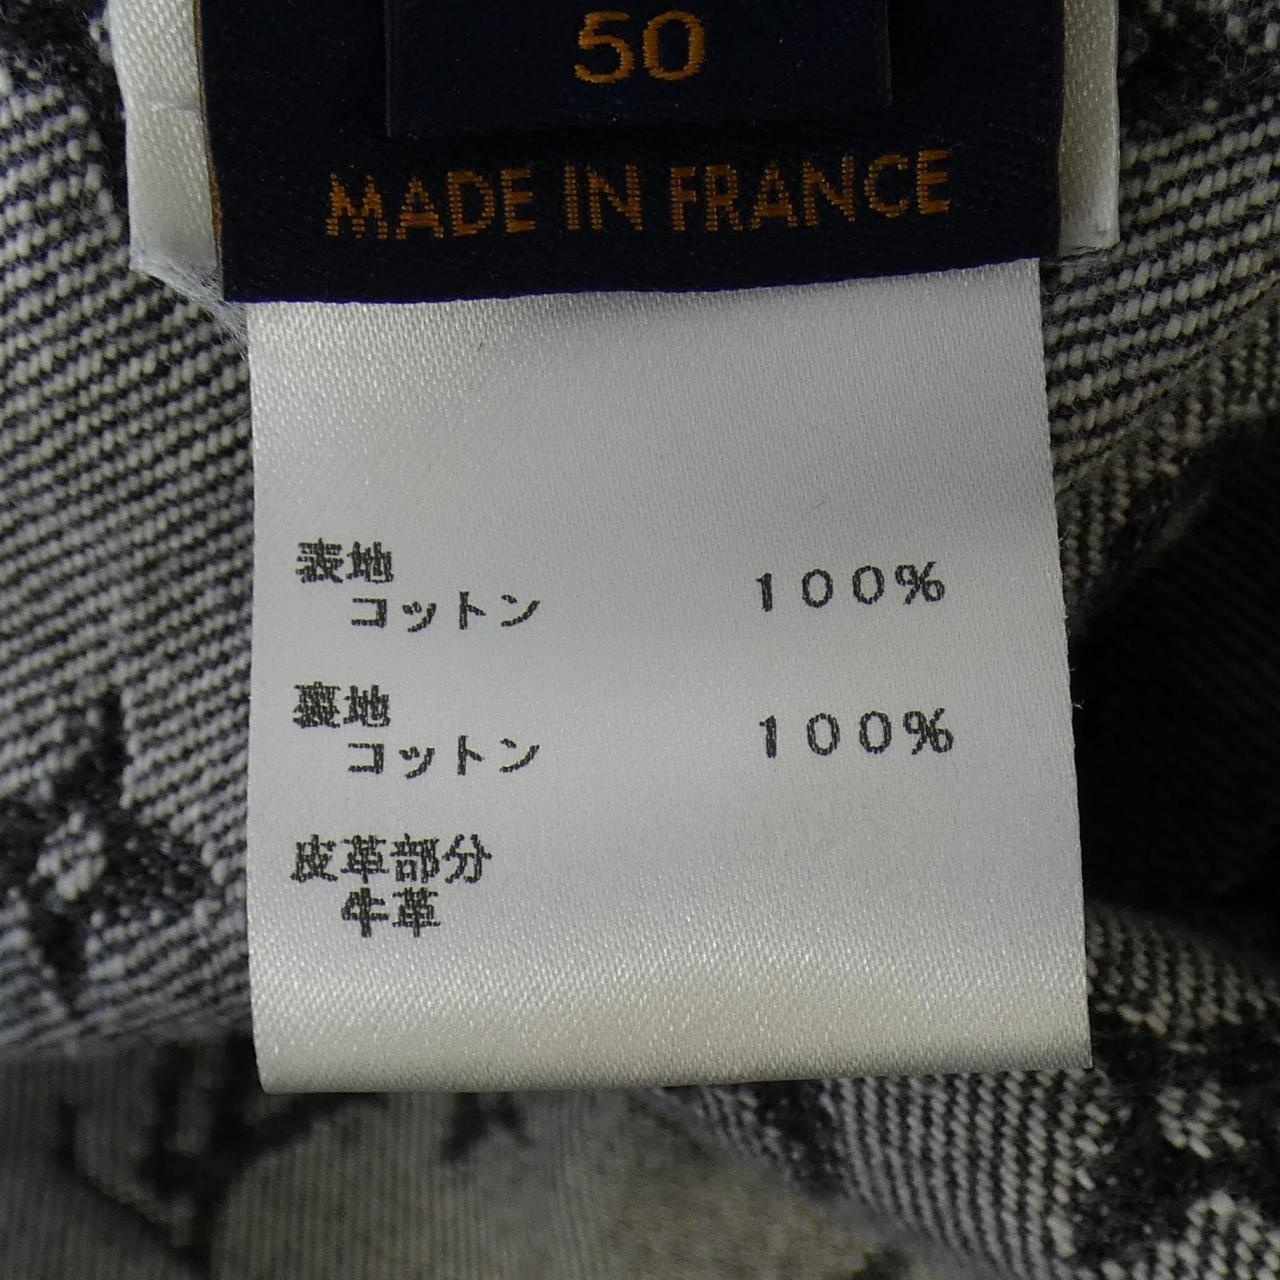 50
MADE IN FRANCE
表地
コットン 100%
裏地
コットン 100%
皮革部分
牛革